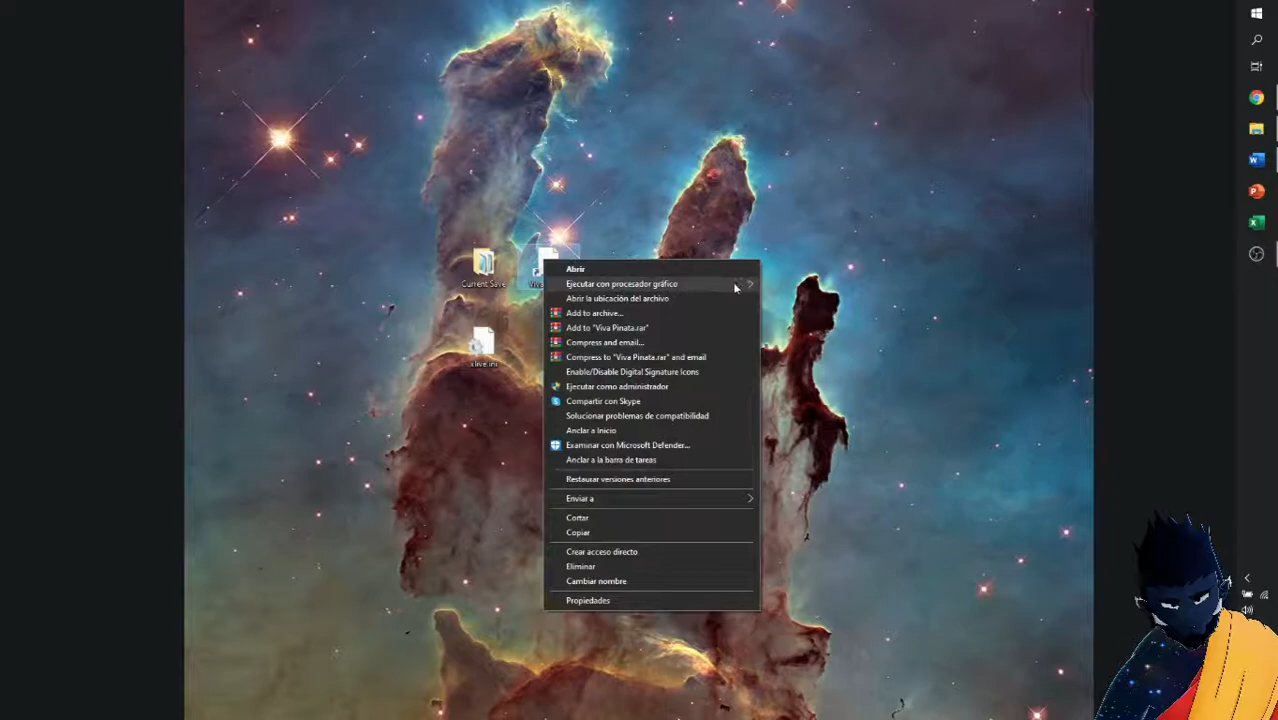 Current Save
xlive.ini
Abrir
Ejecutar con procesador gráfico
Abrir la ubicación del archivo
Add to archive...
Add to "Viva Pinata.rar"
Compress and email...
Compress to "Viva Pinata.rar" and email
Enable/Disable Digital Signature Icons
Ejecutar como administrador
Compartir con Skype
Solucionar problemas de compatibilidad
Anclar a Inicio
Examinar con Microsoft Defender...
Anclar a la barra de tareas
Restaurar versiones anteriores
Enviar a
Cortar
Copiar
Crear acceso directo
Eliminar
Cambiar nombre
Propiedades